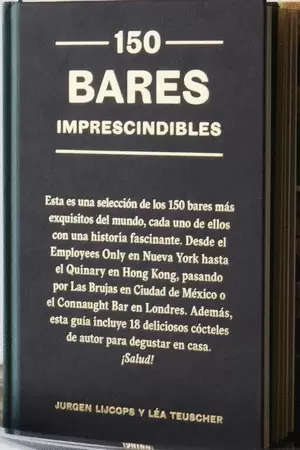 150
BARES
IMPRESCINDIBLES
Esta es una selección de los 150 bares más
exquisitos del mundo, cada uno de ellos
con una historia fascinante. Desde el
Employees Only en Nueva York hasta
el Quinary en Hong Kong, pasando
por Las Brujas en Ciudad de México o
el Connaught Bar en Londres. Además,
esta guía incluye 18 deliciosos cócteles
de autor para degustar en casa.
¡Salud!
JURGEN LIJCOPS Y LÉA TEUSCHER